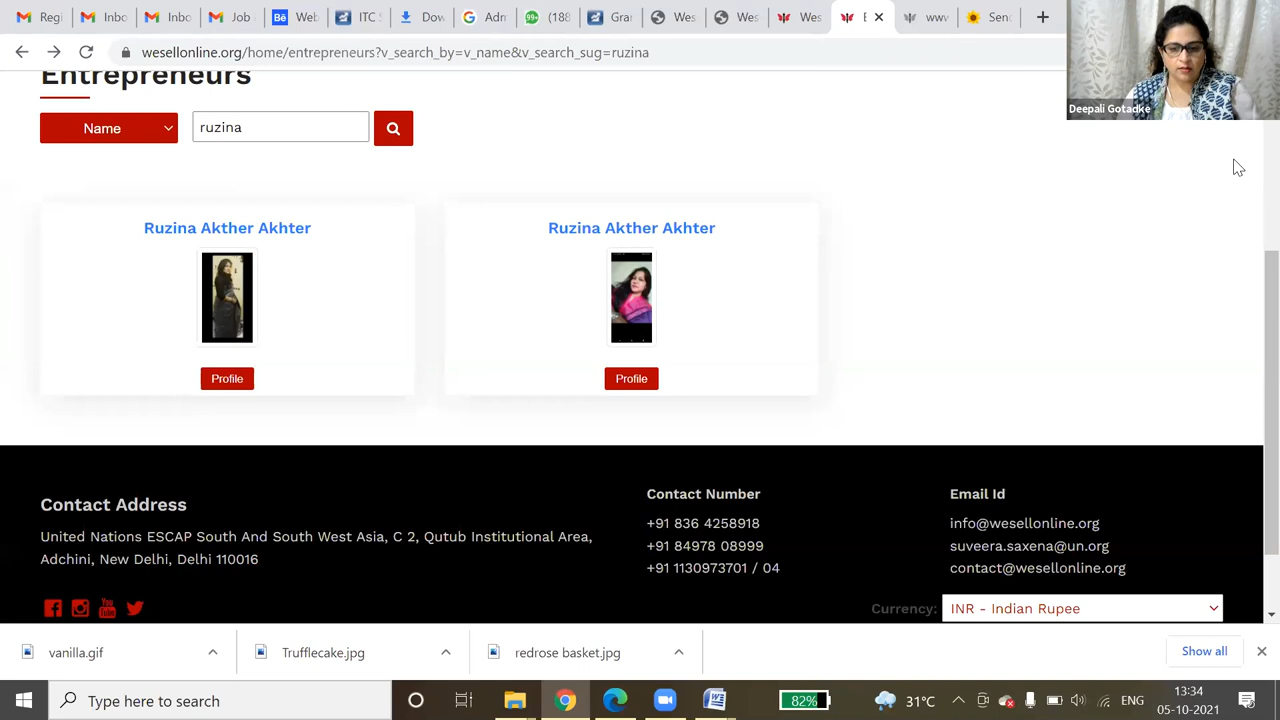 Regi
Inbo
Inbo
Job
Web
ITC S
Dow
Adm
(188
Grar
Wes
Wes
Wes
E
www
Senc
wesellonline.org/home/entrepreneurs?v_search_by=v_name&v_search_sug=ruzina
Deepali Gotadke
Entrepreneurs
Name
ruzina
Ruzina Akther Akhter
Ruzina Akther Akhter
Profile
Profile
Contact Address
United Nations ESCAP South And South West Asia, C 2, Qutub Institutional Area,
Adchini, New Delhi, Delhi 110016
Contact Number
+91 836 4258918
+91 84978 08999
+91 1130973701 / 04
Email Id
info@wesellonline.org
suveera.saxena@un.org
contact@wesellonline.org
You
Tube
Currency:
INR - Indian Rupee
vanilla.gif
Trufflecake.jpg
redrose basket.jpg
Show all
Type here to search
82%
31°C
ENG
13:34
05-10-2021